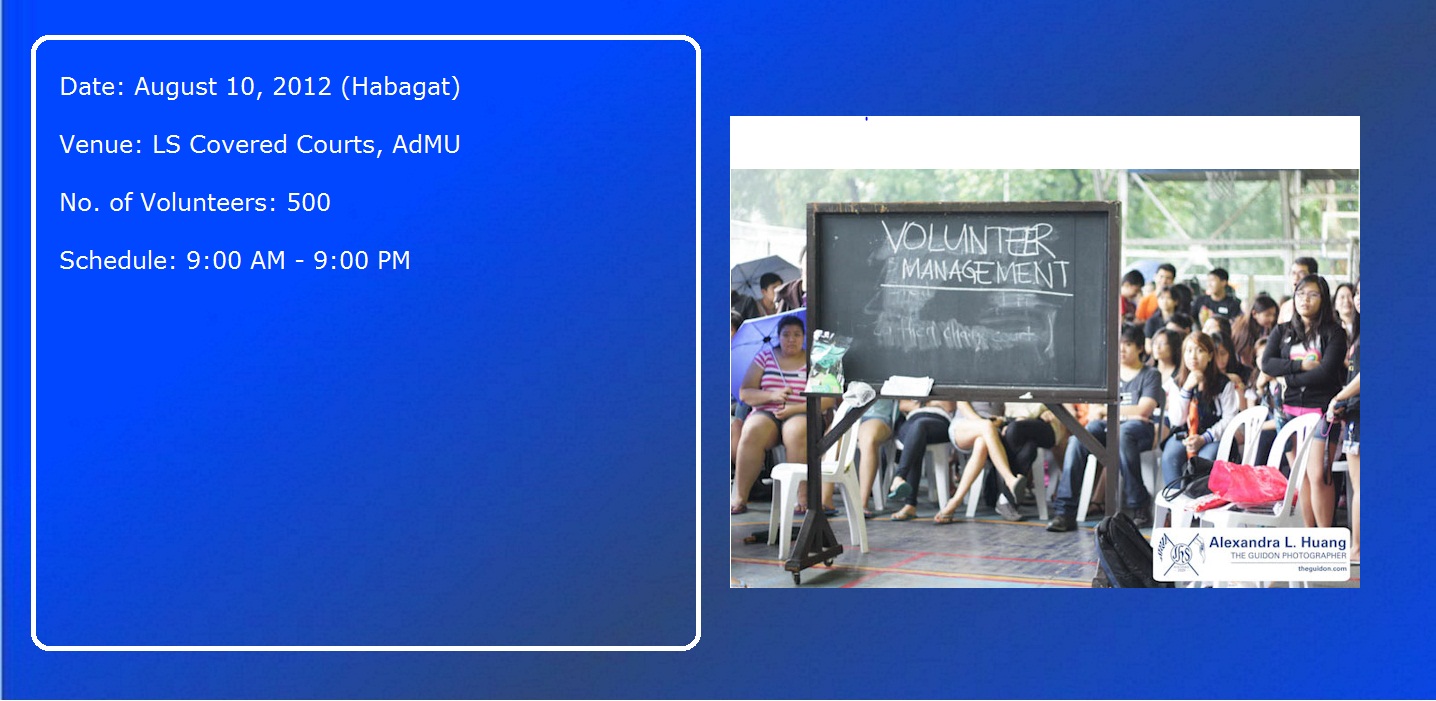 Date: August 10, 2012 (Habagat)
Venue: LS Covered Courts, AdMU
No. of Volunteers: 500
Schedule: 9:00 AM - 9:00 PM
VOLUNTEER
MANAGEMENT
Alexandra L. Huang
THE GUIDON PHOTOGRAPHER
theguidon.com